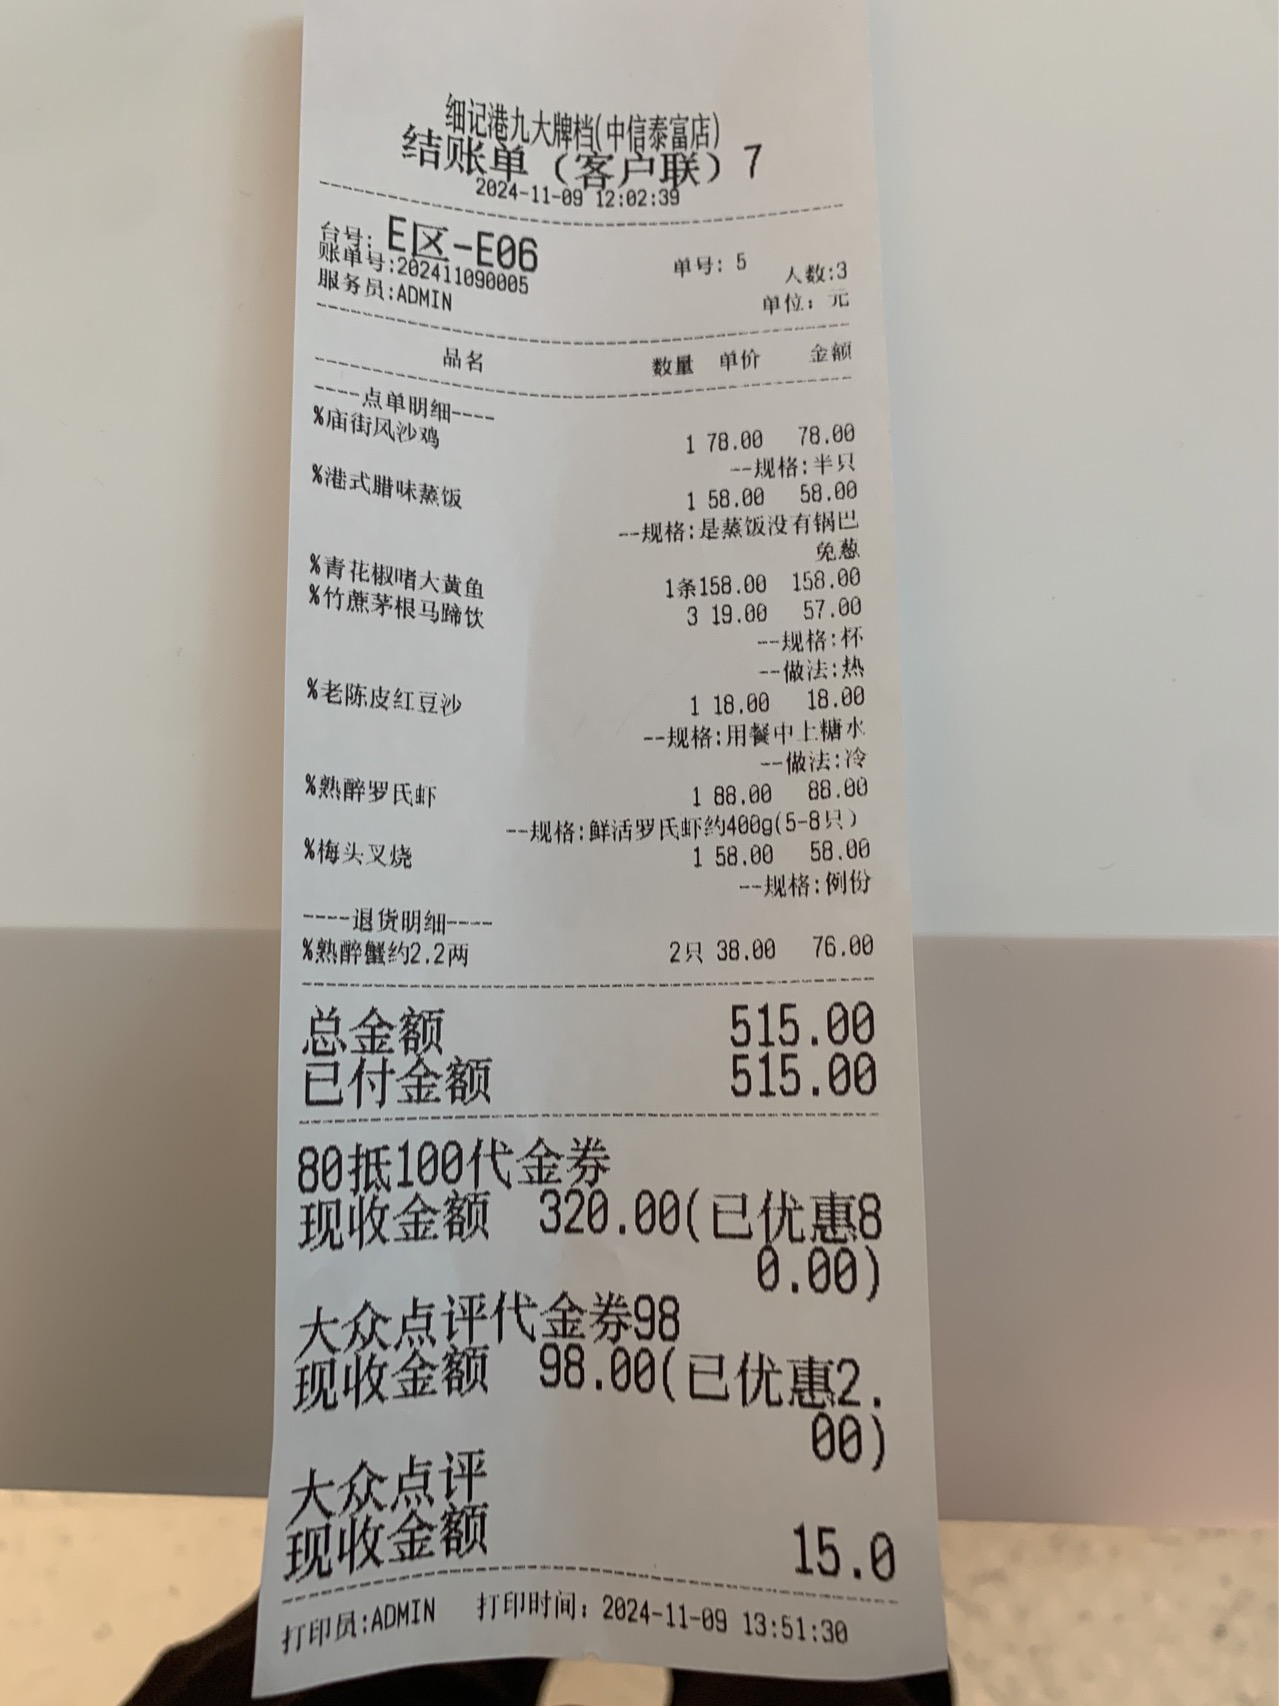 细记港九大牌档(中信泰富店)
结账单（客户联）7
2024-11-09 12:02:39
台号: E区-E06 单号: 5 人数:3
账单号:202411090005
服务员:ADMIN 单位: 元
品名 数量 单价 金额
----点单明细----
%庙街风沙鸡 1 78.00 78.00
--规格:半只
%港式腊味蒸饭 1 58.00 58.00
--规格:是蒸饭没有锅巴
免葱
%青花椒啫大黄鱼 1条158.00 158.00
%竹蔗茅根马蹄饮 3 19.00 57.00
--规格:杯
--做法:热
%老陈皮红豆沙 1 18.00 18.00
--规格:用餐中上糖水
--做法:冷
%熟醉罗氏虾 1 88.00 88.00
--规格:鲜活罗氏虾约400g(5-8只)
%梅头叉烧 1 58.00 58.00
--规格:例份
----退货明细----
%熟醉蟹约2.2两 2只 38.00 76.00
总金额 515.00
已付金额 515.00
80抵100代金券
现收金额 320.00(已优惠8
0.00)
大众点评代金券98
现收金额 98.00(已优惠2.
00)
大众点评
现收金额 15.0
打印员:ADMIN 打印时间: 2024-11-09 13:51:30